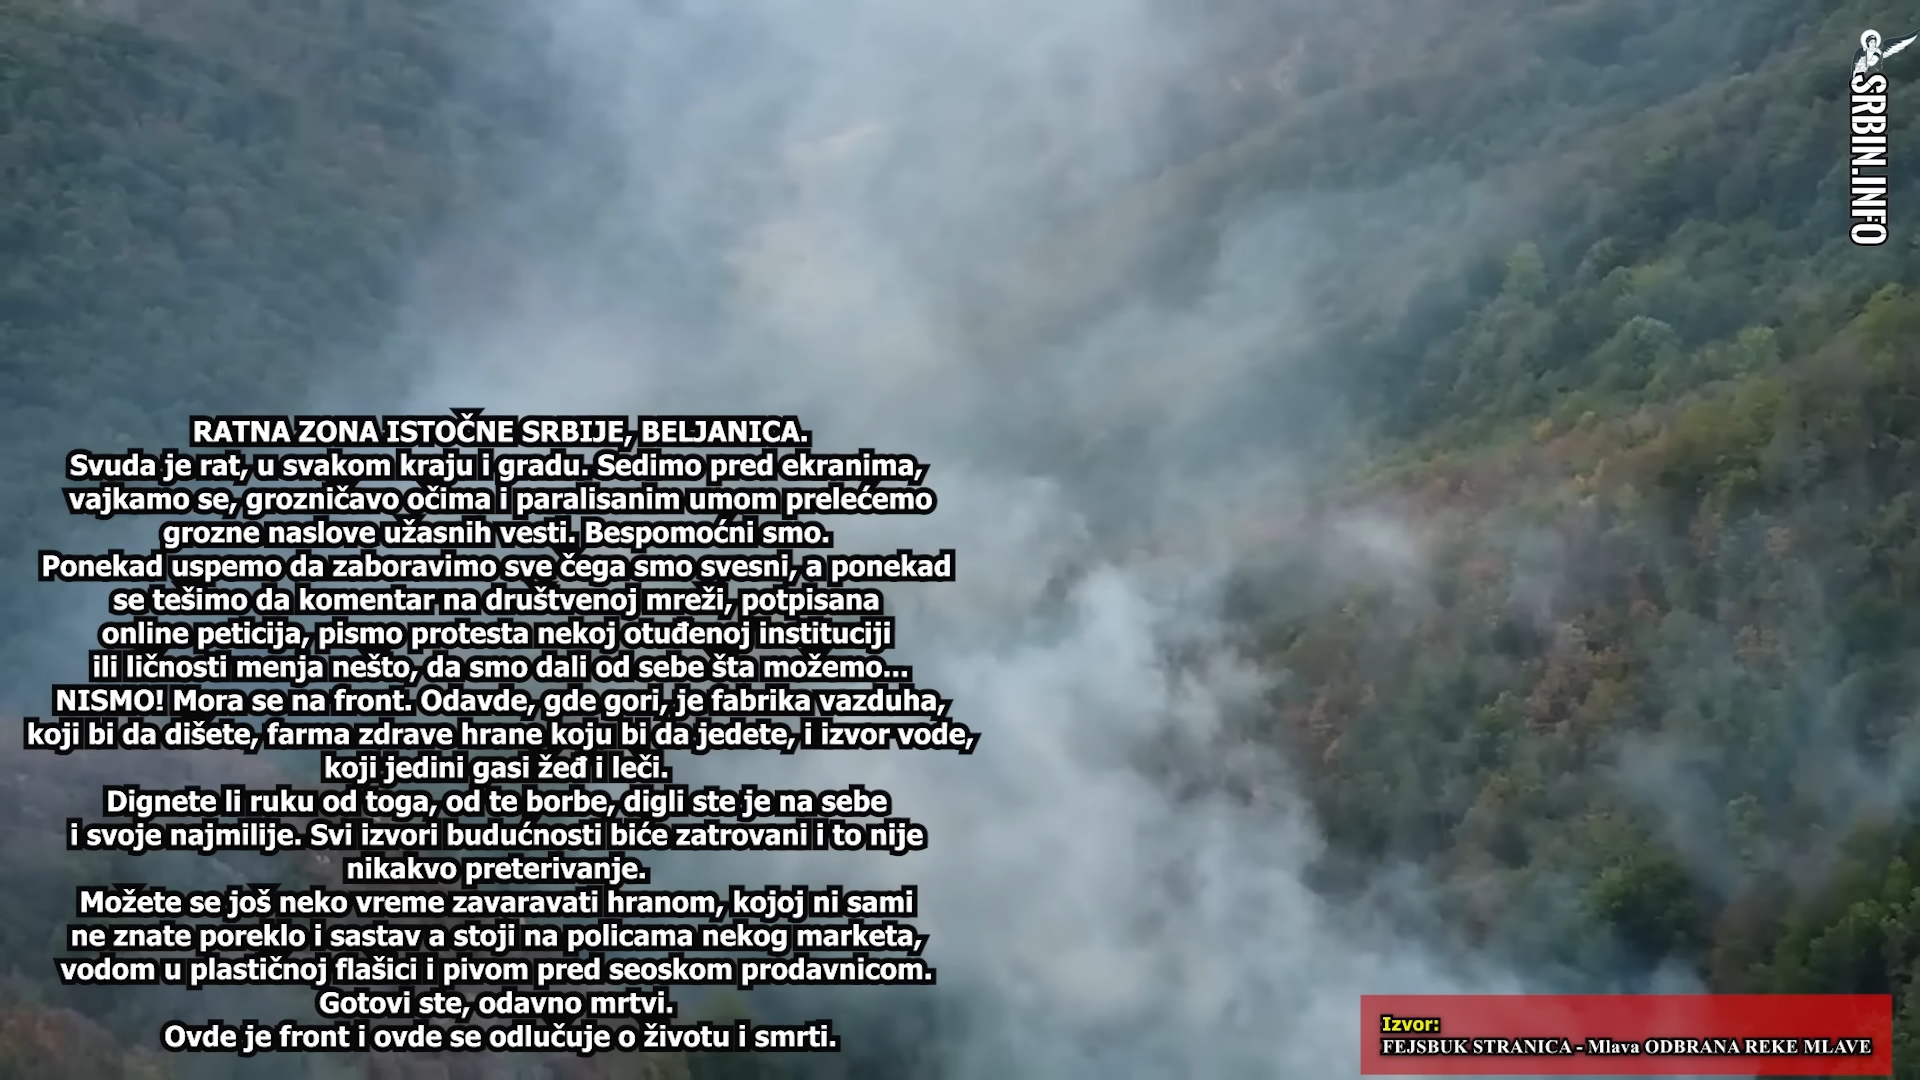 SRBIN.INFO
RATNA ZONA ISTOČNE SRBIJE, BELJANICA.
Svuda je rat, u svakom kraju i gradu. Sedimo pred ekranima,
vajkamo se, grozničavo očima i paralisanim umom prelećemo
grozne naslove užasnih vesti. Bespomoćni smo.
Ponekad uspemo da zaboravimo sve čega smo svesni, a ponekad
se tešimo da komentar na društvenoj mreži, potpisana
online peticija, pismo protesta nekoj otuđenoj instituciji
ili ličnosti menja nešto, da smo dali od sebe šta možemo...
NISMO! Mora se na front. Odavde, gde gori, je fabrika vazduha,
koji bi da dišete, farma zdrave hrane koju bi da jedete, i izvor vode,
koji jedini gasi žeđ i leči.
Dignete li ruku od toga, od te borbe, digli ste je na sebe
i svoje najmilije. Svi izvori budućnosti biće zatrovani i to nije
nikakvo preterivanje.
Možete se još neko vreme zavaravati hranom, kojoj ni sami
ne znate poreklo i sastav a stoji na policama nekog marketa,
vodom u plastičnoj flašici i pivom pred seoskom prodavnicom.
Gotovi ste, odavno mrtvi.
Ovde je front i ovde se odlučuje o životu i smrti.
Izvor:
FEJSBUK STRANICA - Mlava ODBRANA REKE MLAVE